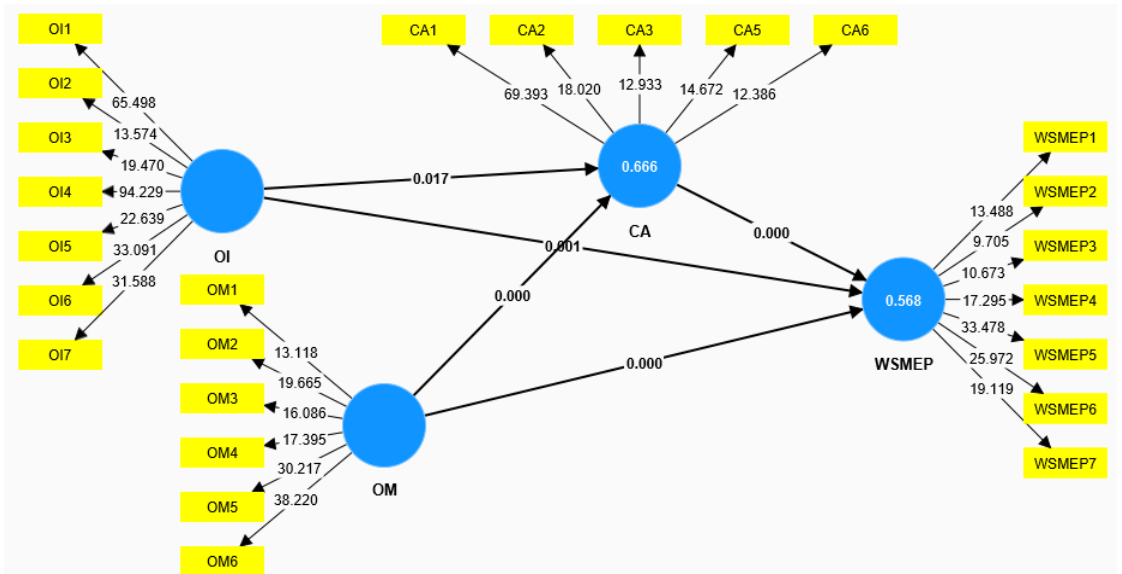 OI1
OI2
OI3
OI4
OI5
OI6
OI7
65.498
13.574
19.470
94.229
22.639
33.091
31.588
OI
CA1
CA2
CA3
CA5
CA6
69.393
18.020
12.933
14.672
12.386
0.666
CA
0.017
0.001
0.000
0.000
0.000
OM1
OM2
OM3
OM4
OM5
OM6
13.118
19.665
16.086
17.395
30.217
38.220
OM
0.568
WSMEP
13.488
9.705
10.673
17.295
33.478
25.972
19.119
WSMEP1
WSMEP2
WSMEP3
WSMEP4
WSMEP5
WSMEP6
WSMEP7